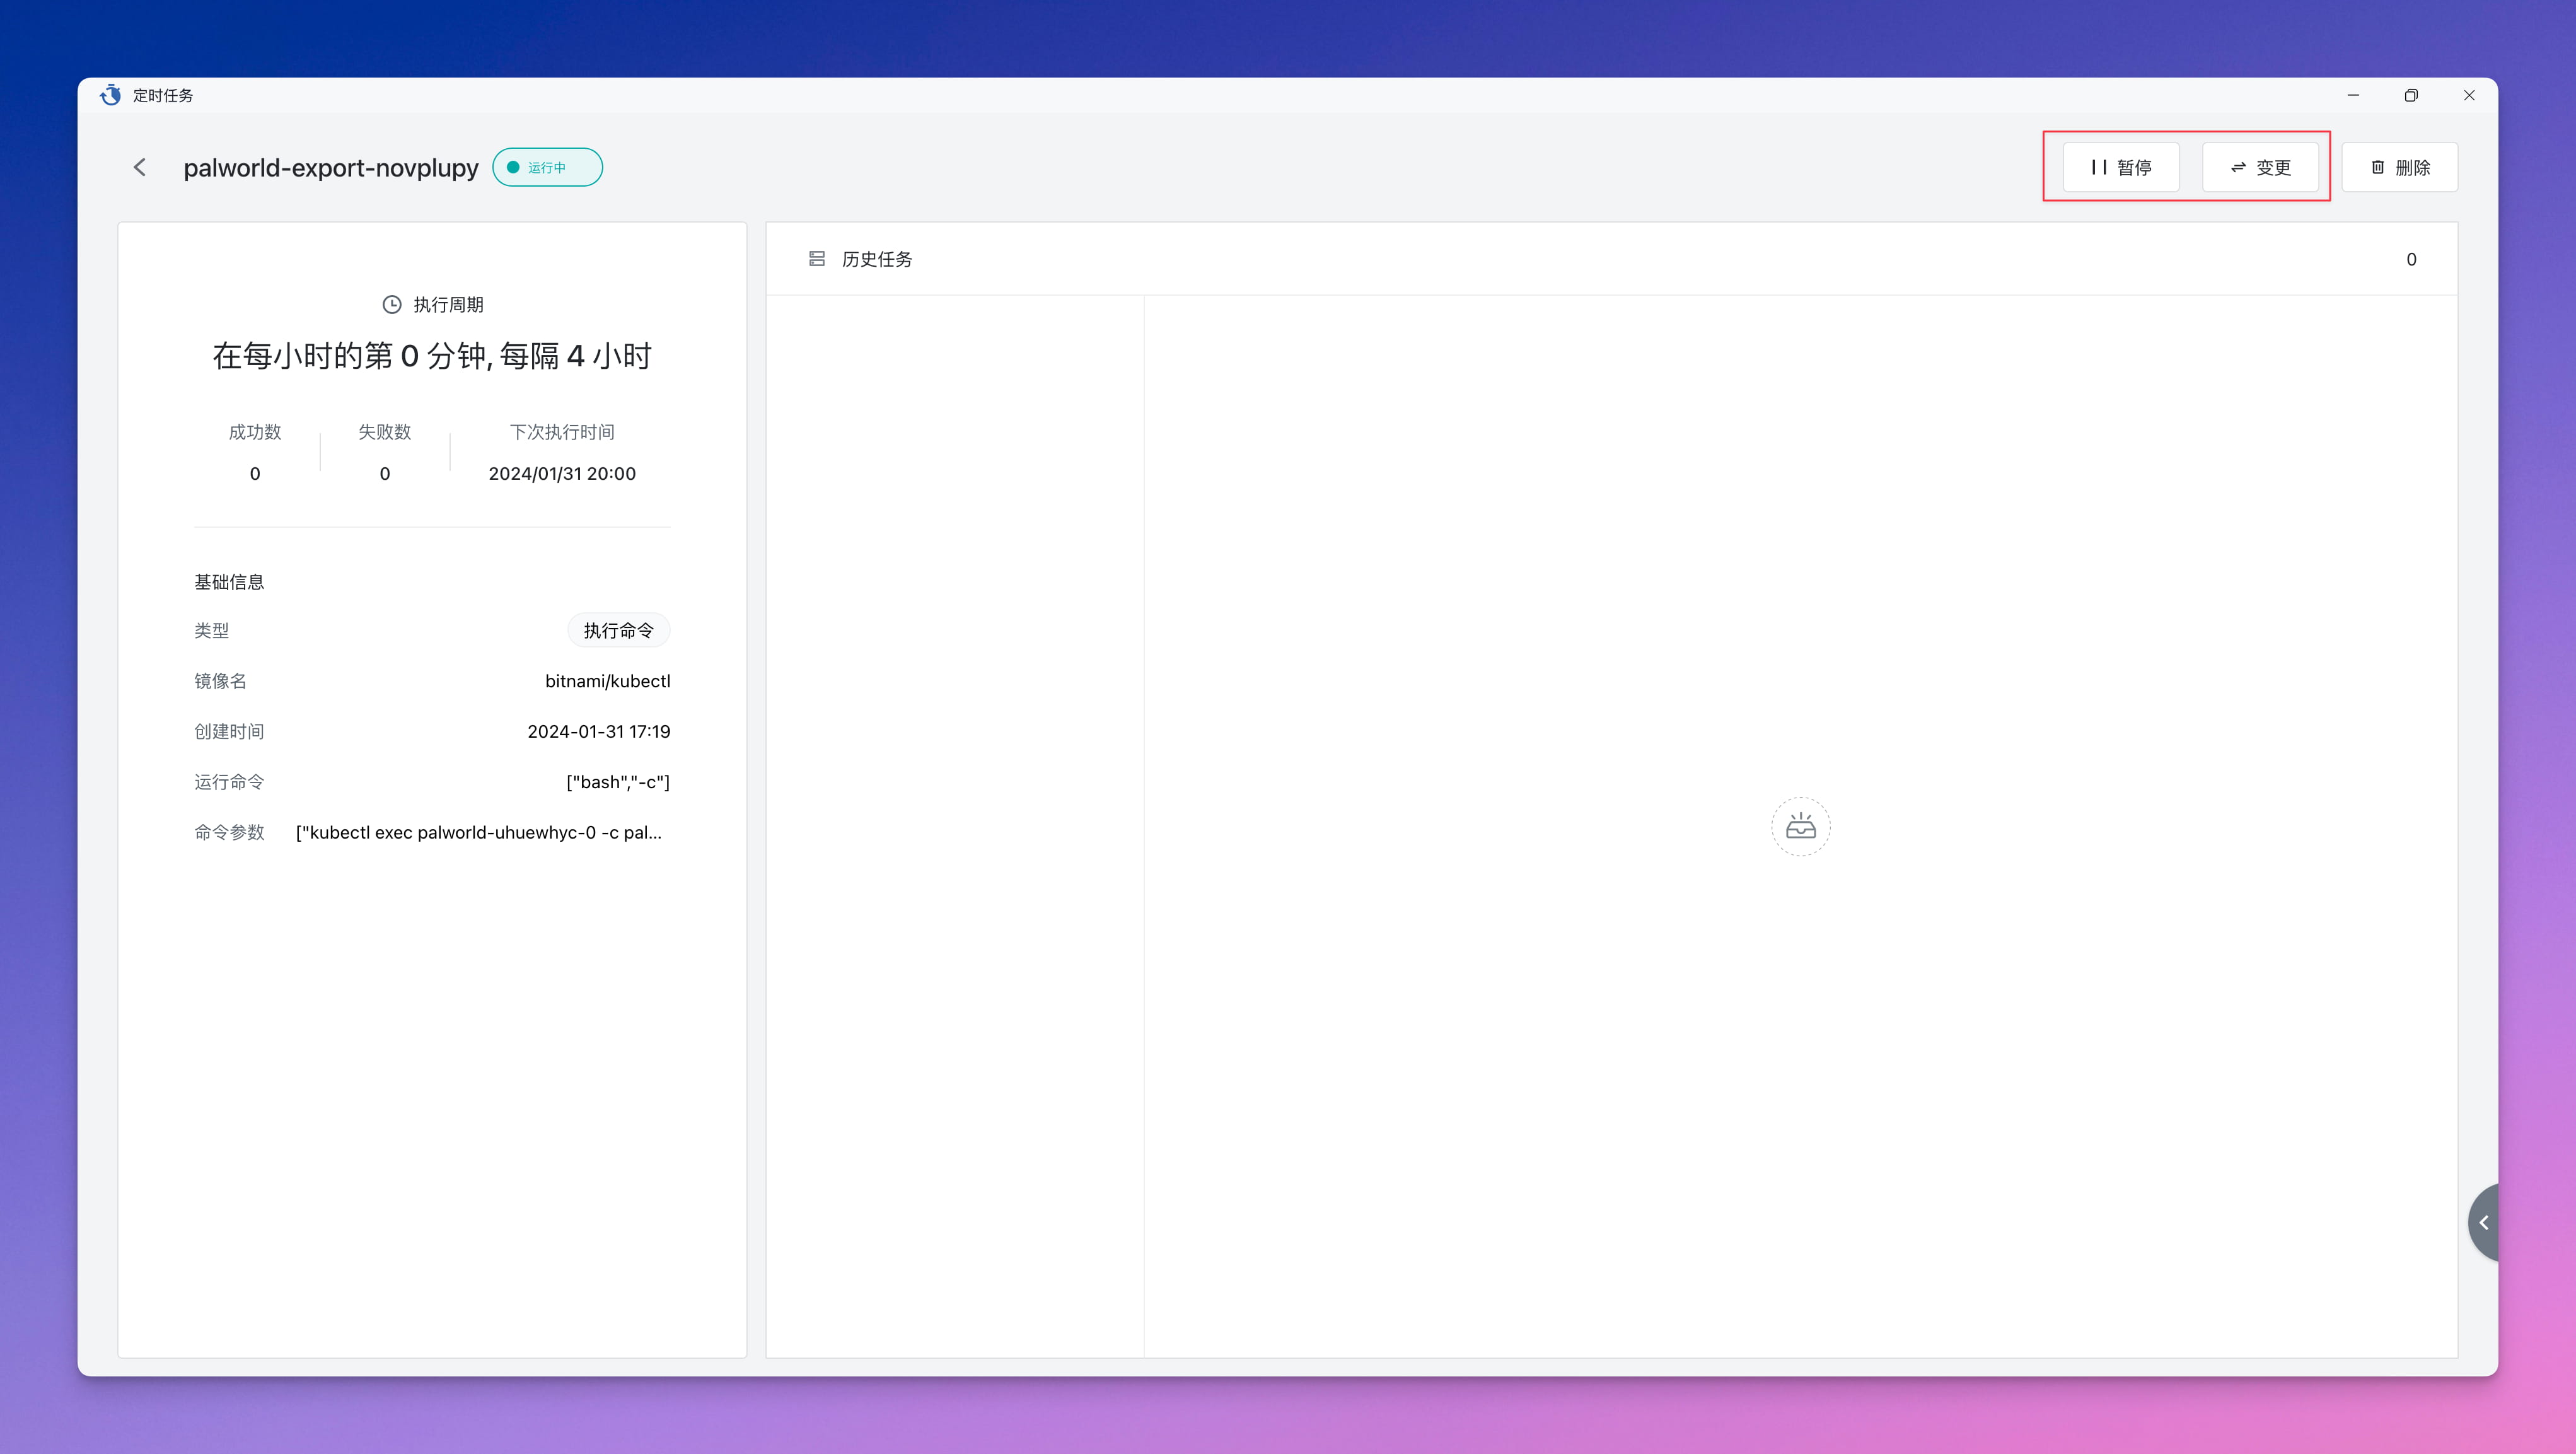 定时任务
palworld-export-novplupy 运行中
暂停 变更 删除
执行周期
在每小时的第 0 分钟, 每隔 4 小时
成功数 失败数 下次执行时间
0 0 2024/01/31 20:00
基础信息
类型 执行命令
镜像名 bitnami/kubectl
创建时间 2024-01-31 17:19
运行命令 ["bash","-c"]
命令参数 ["kubectl exec palworld-uhuewhyc-0 -c pal...
历史任务 0